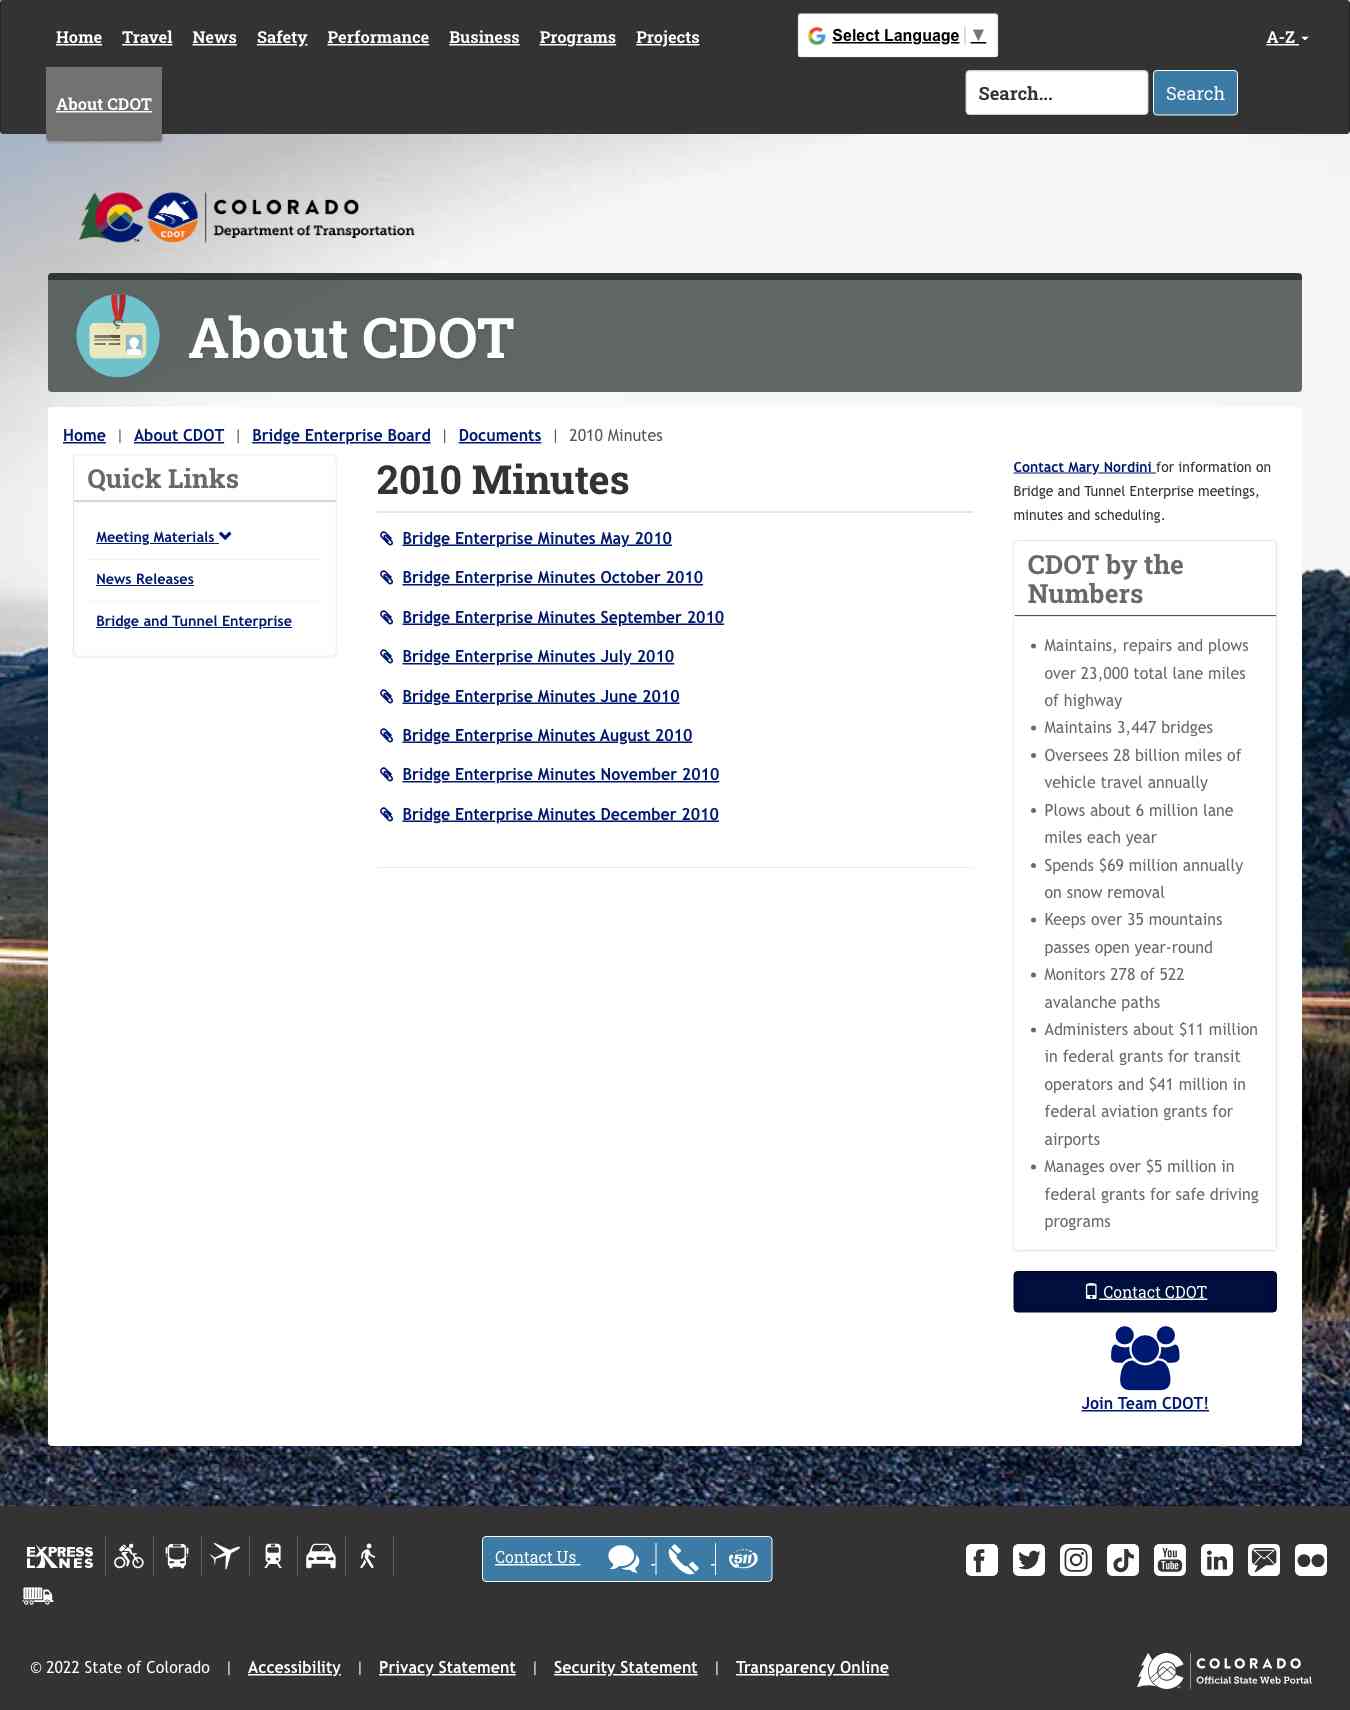 Home Travel News Safety Performance Business Programs Projects
Select Language ▼
A-Z
About CDOT
Search...
Search
CDOT
COLORADO
Department of Transportation
About CDOT
Home | About CDOT | Bridge Enterprise Board | Documents | 2010 Minutes
Quick Links
Meeting Materials
News Releases
Bridge and Tunnel Enterprise
2010 Minutes
Bridge Enterprise Minutes May 2010
Bridge Enterprise Minutes October 2010
Bridge Enterprise Minutes September 2010
Bridge Enterprise Minutes July 2010
Bridge Enterprise Minutes June 2010
Bridge Enterprise Minutes August 2010
Bridge Enterprise Minutes November 2010
Bridge Enterprise Minutes December 2010
Contact Mary Nordini for information on
Bridge and Tunnel Enterprise meetings,
minutes and scheduling.
CDOT by the
Numbers
• Maintains, repairs and plows
over 23,000 total lane miles
of highway
• Maintains 3,447 bridges
• Oversees 28 billion miles of
vehicle travel annually
• Plows about 6 million lane
miles each year
• Spends $69 million annually
on snow removal
• Keeps over 35 mountains
passes open year-round
• Monitors 278 of 522
avalanche paths
• Administers about $11 million
in federal grants for transit
operators and $41 million in
federal aviation grants for
airports
• Manages over $5 million in
federal grants for safe driving
programs
Contact CDOT
Join Team CDOT!
EXPRESS
LANES
Contact Us
511
You
Tube
in
© 2022 State of Colorado | Accessibility | Privacy Statement | Security Statement | Transparency Online
COLORADO
Official State Web Portal